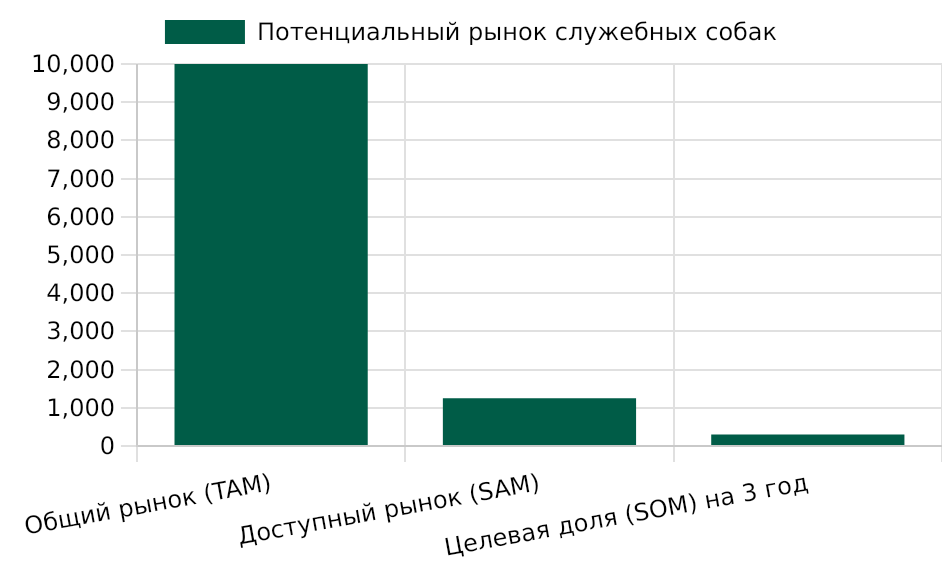 Потенциальный рынок служебных собак
10,000
9,000
8,000
7,000
6,000
5,000
4,000
3,000
2,000
1,000
0
Общий рынок (TAM)
Доступный рынок (SAM)
Целевая доля (SOM) на 3 год